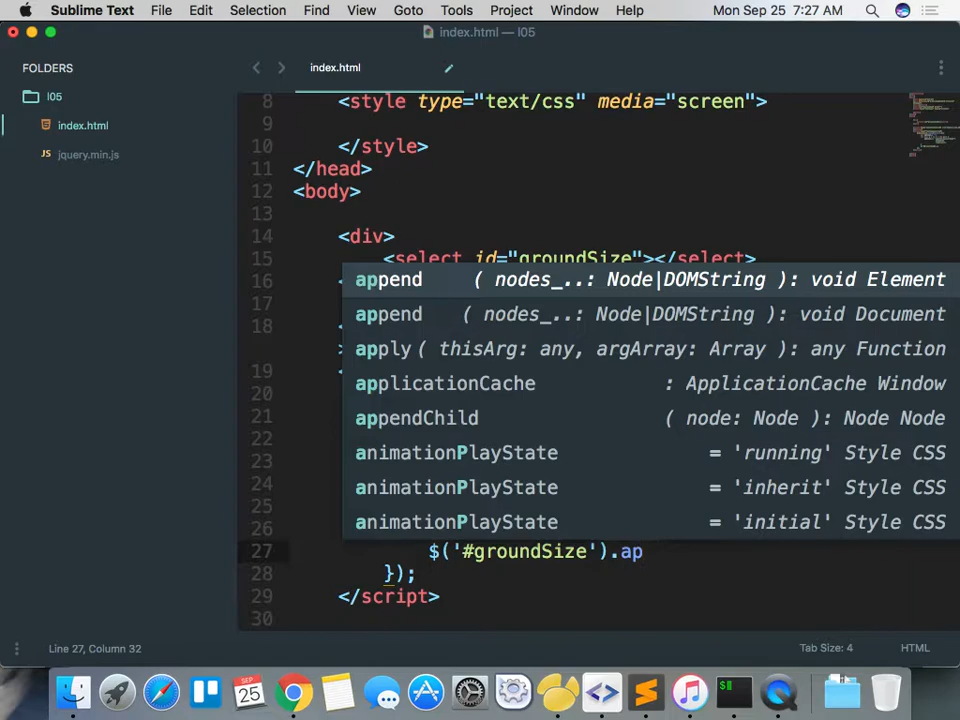 Sublime Text File Edit Selection Find View Goto Tools Project Window Help Mon Sep 25 7:27 AM
index.html — l05
FOLDERS
l05
index.html
JS jquery.min.js
index.html
8 <style type="text/css" media="screen">
9
10 </style>
11 </head>
12 <body>
13
14 <div>
15 <select id="groundSize"></select>
16
17
18
19
20
21
22
23
24
25
26
27 $('#groundSize').ap
28 });
29 </script>
30
append ( nodes_..: Node|DOMString ): void Element
append ( nodes_..: Node|DOMString ): void Document
apply ( thisArg: any, argArray: Array ): any Function
applicationCache : ApplicationCache Window
appendChild ( node: Node ): Node Node
animationPlayState = 'running' Style CSS
animationPlayState = 'inherit' Style CSS
animationPlayState = 'initial' Style CSS
Line 27, Column 32 Tab Size: 4 HTML
SEP
25
$